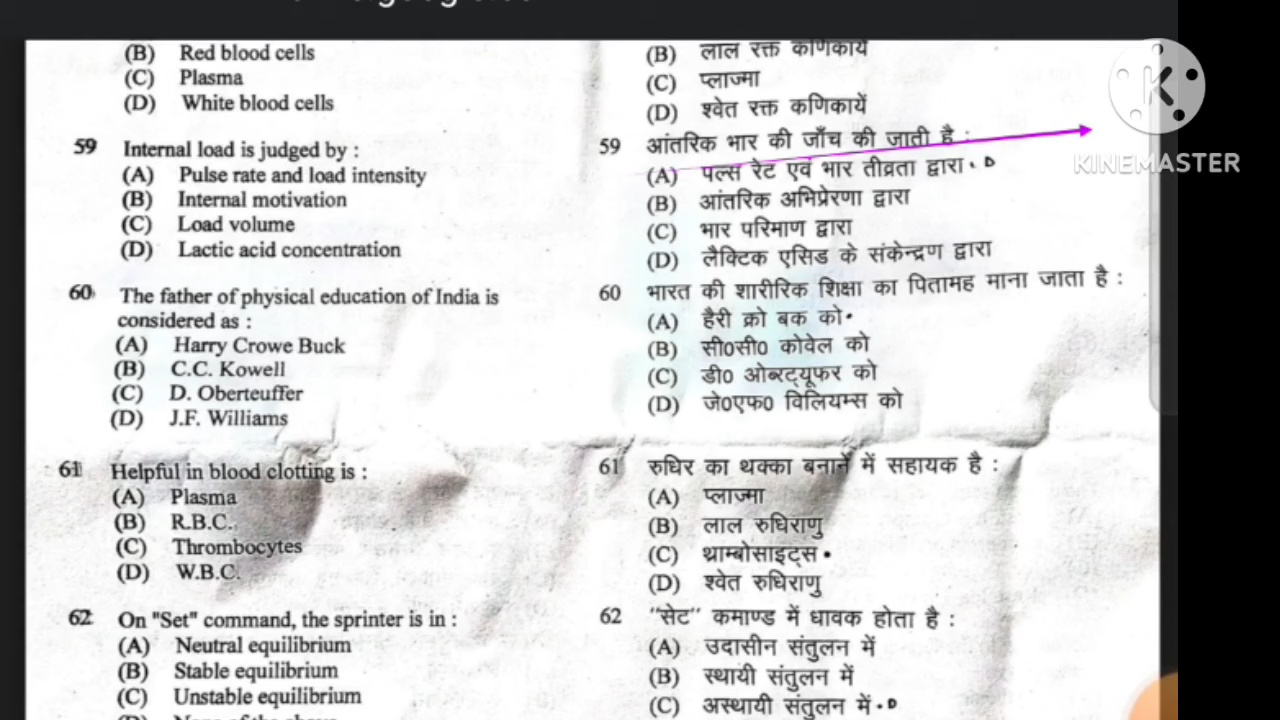 (B) Red blood cells
(C) Plasma
(D) White blood cells
59 Internal load is judged by :
(A) Pulse rate and load intensity
(B) Internal motivation
(C) Load volume
(D) Lactic acid concentration
60 The father of physical education of India is
considered as :
(A) Harry Crowe Buck
(B) C.C. Kowell
(C) D. Oberteuffer
(D) J.F. Williams
61 Helpful in blood clotting is :
(A) Plasma
(B) R.B.C.
(C) Thrombocytes
(D) W.B.C.
62 On "Set" command, the sprinter is in :
(A) Neutral equilibrium
(B) Stable equilibrium
(C) Unstable equilibrium
(B) लाल रक्त कणिकायें
(C) प्लाज्मा
(D) श्वेत रक्त कणिकायें
59 आंतरिक भार की जाँच की जाती है :
(A) पल्स रेट एवं भार तीव्रता द्वारा
(B) आंतरिक अभिप्रेरणा द्वारा
(C) भार परिमाण द्वारा
(D) लैक्टिक एसिड के संकेन्द्रण द्वारा
60 भारत की शारीरिक शिक्षा का पितामह माना जाता है :
(A) हैरी क्रो बक को
(B) सी0सी0 कोवेल को
(C) डी0 ओब्रट्यूफर को
(D) जे0एफ0 विलियम्स को
61 रुधिर का थक्का बनाने में सहायक है :
(A) प्लाज्मा
(B) लाल रुधिराणु
(C) थ्राम्बोसाइट्स
(D) श्वेत रुधिराणु
62 "सेट" कमाण्ड में धावक होता है :
(A) उदासीन संतुलन में
(B) स्थायी संतुलन में
(C) अस्थायी संतुलन में
KINEMASTER